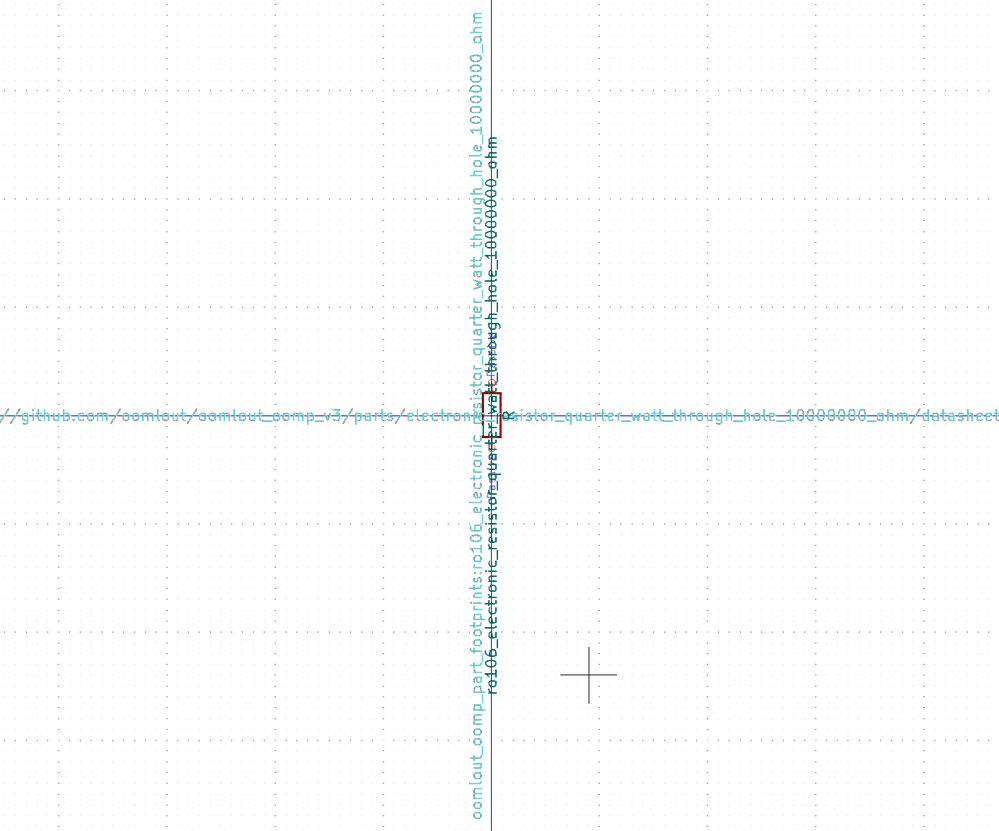 oomlout_oomp_part_footprints:ro106_electronic_resistor_quarter_watt_through_hole_10000000_ohm
ro106_electronic_resistor_quarter_watt_through_hole_10000000_ohm
R
//github.com/oomlout/oomlout_oomp_v3/parts/electronic_resistor_quarter_watt_through_hole_10000000_ohm/datasheet